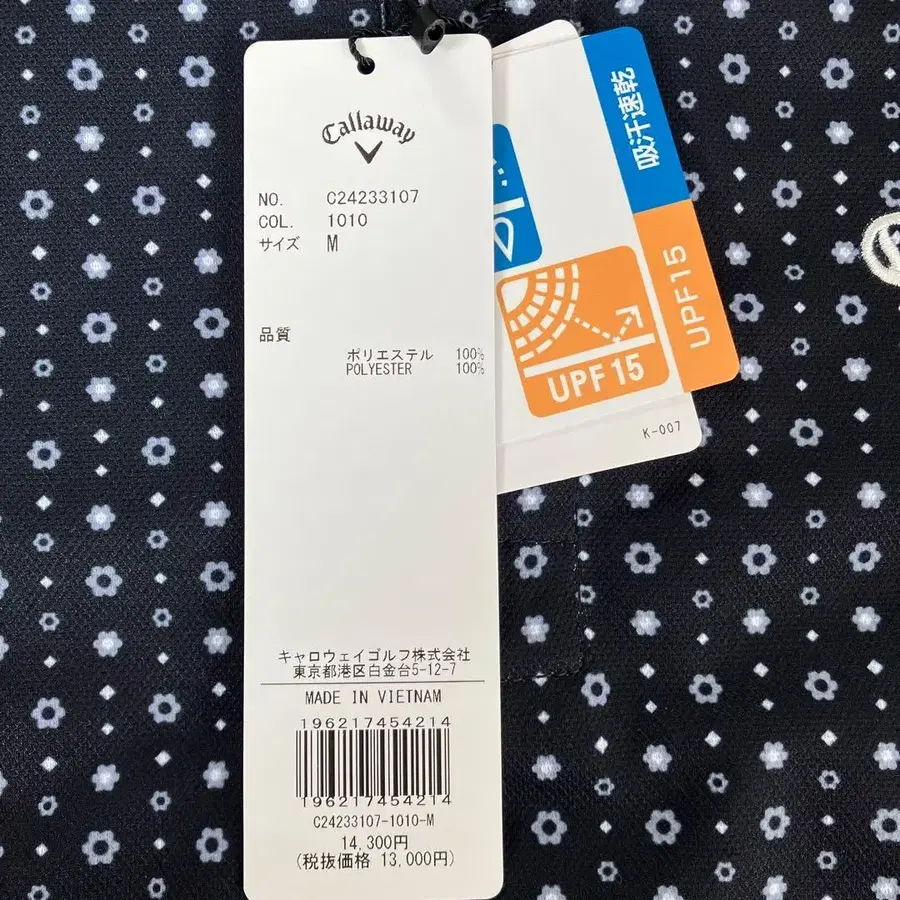 Callaway
NO. C24233107
COL. 1010
サイズ M
品質
ポリエステル 100%
POLYESTER 100%
キャロウェイゴルフ株式会社
東京都港区白金台5-12-7
MADE IN VIETNAM
196217454214
196217454214
C24233107-1010-M
14,300円
(税抜価格 13,000円)
吸汗速乾
UPF15
UPF15
K-007